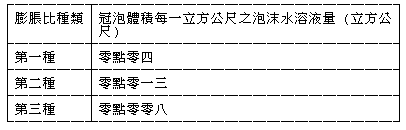 膨脹比種類 冠泡體積每一立方公尺之泡沫水溶液量 (立方公
尺)
第一種 零點零四
第二種 零點零一三
第三種 零點零零八